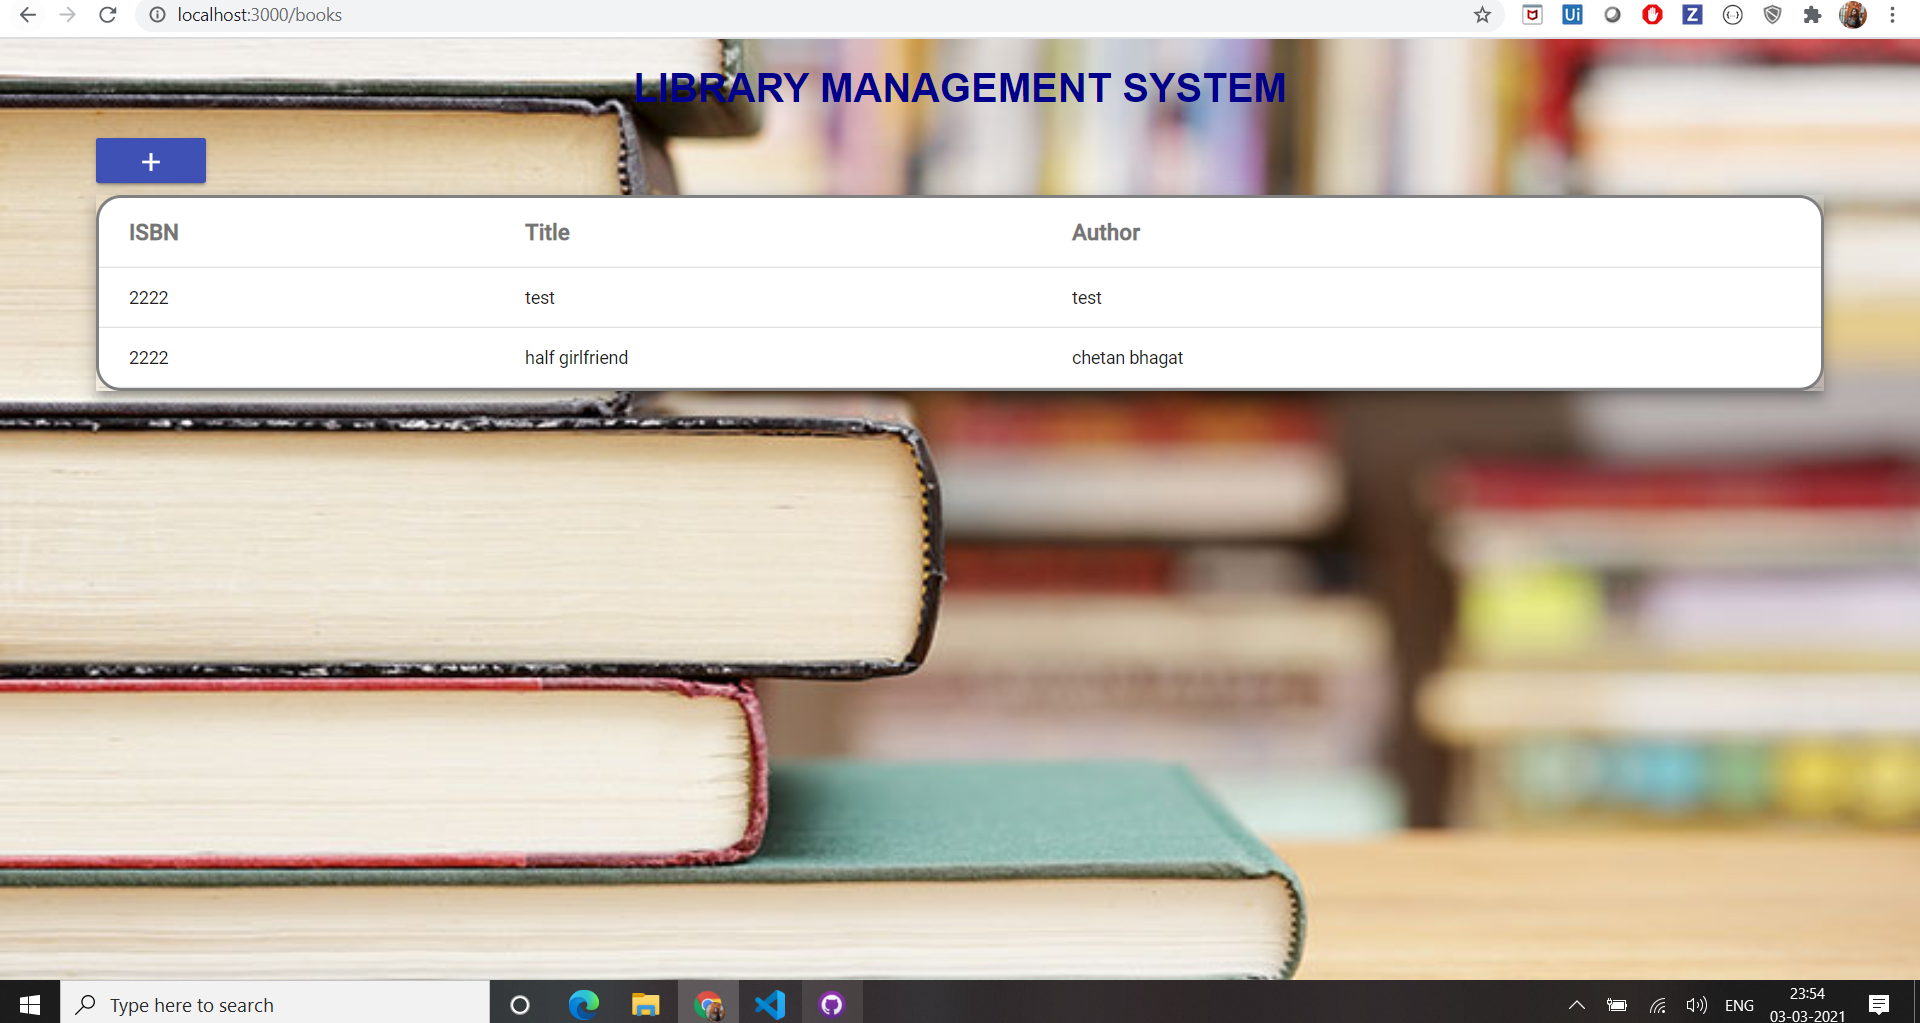 localhost:3000/books
Ui
Z
LIBRARY MANAGEMENT SYSTEM
+
ISBN Title Author
2222 test test
2222 half girlfriend chetan bhagat
Type here to search
ENG
23:54
03-03-2021